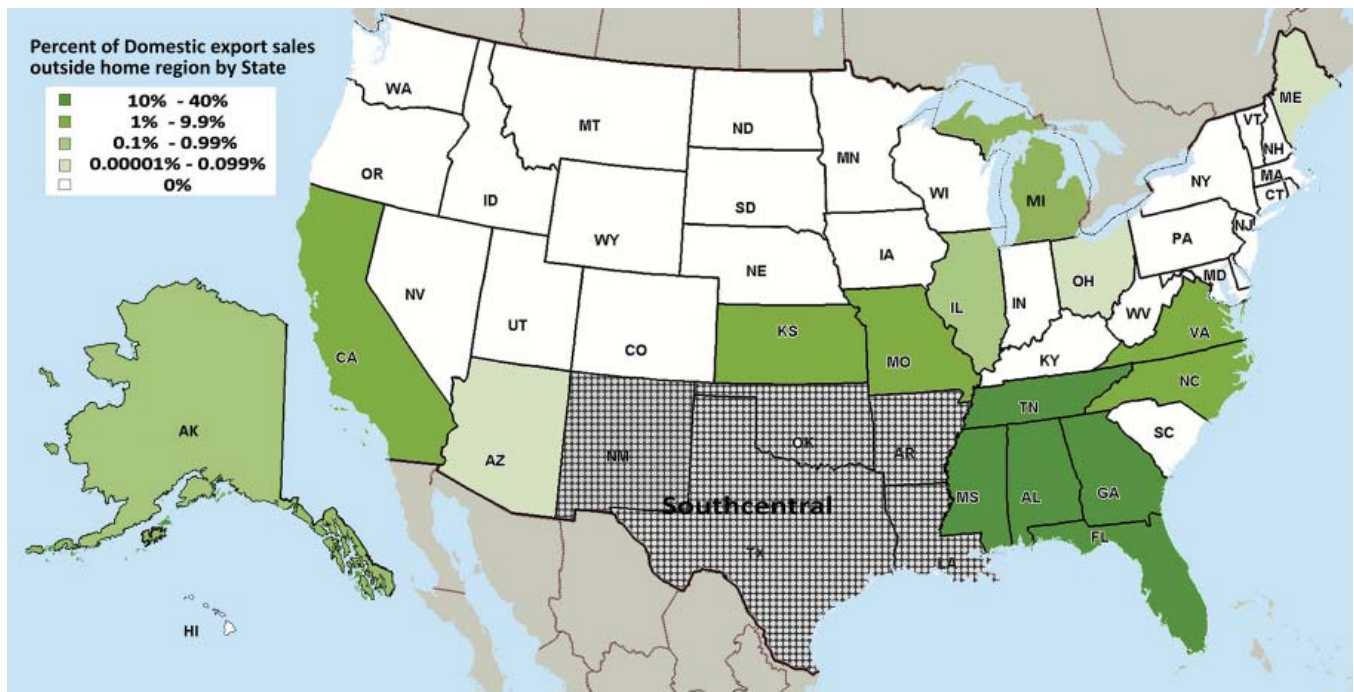 Percent of Domestic export sales
outside home region by State
10% - 40%
1% - 9.9%
0.1% - 0.99%
0.00001% - 0.099%
0%
WA
MT
ND
MN
ME
VT
NH
OR
ID
WY
SD
WI
MI
NY
MA
CT
NE
IA
PA
NJ
NV
UT
CO
KS
MO
IL
IN
OH
MD
WV
VA
KY
CA
AK
AZ
NM
OK
AR
TN
NC
SC
Southcentral
MS
AL
GA
TX
LA
FL
HI